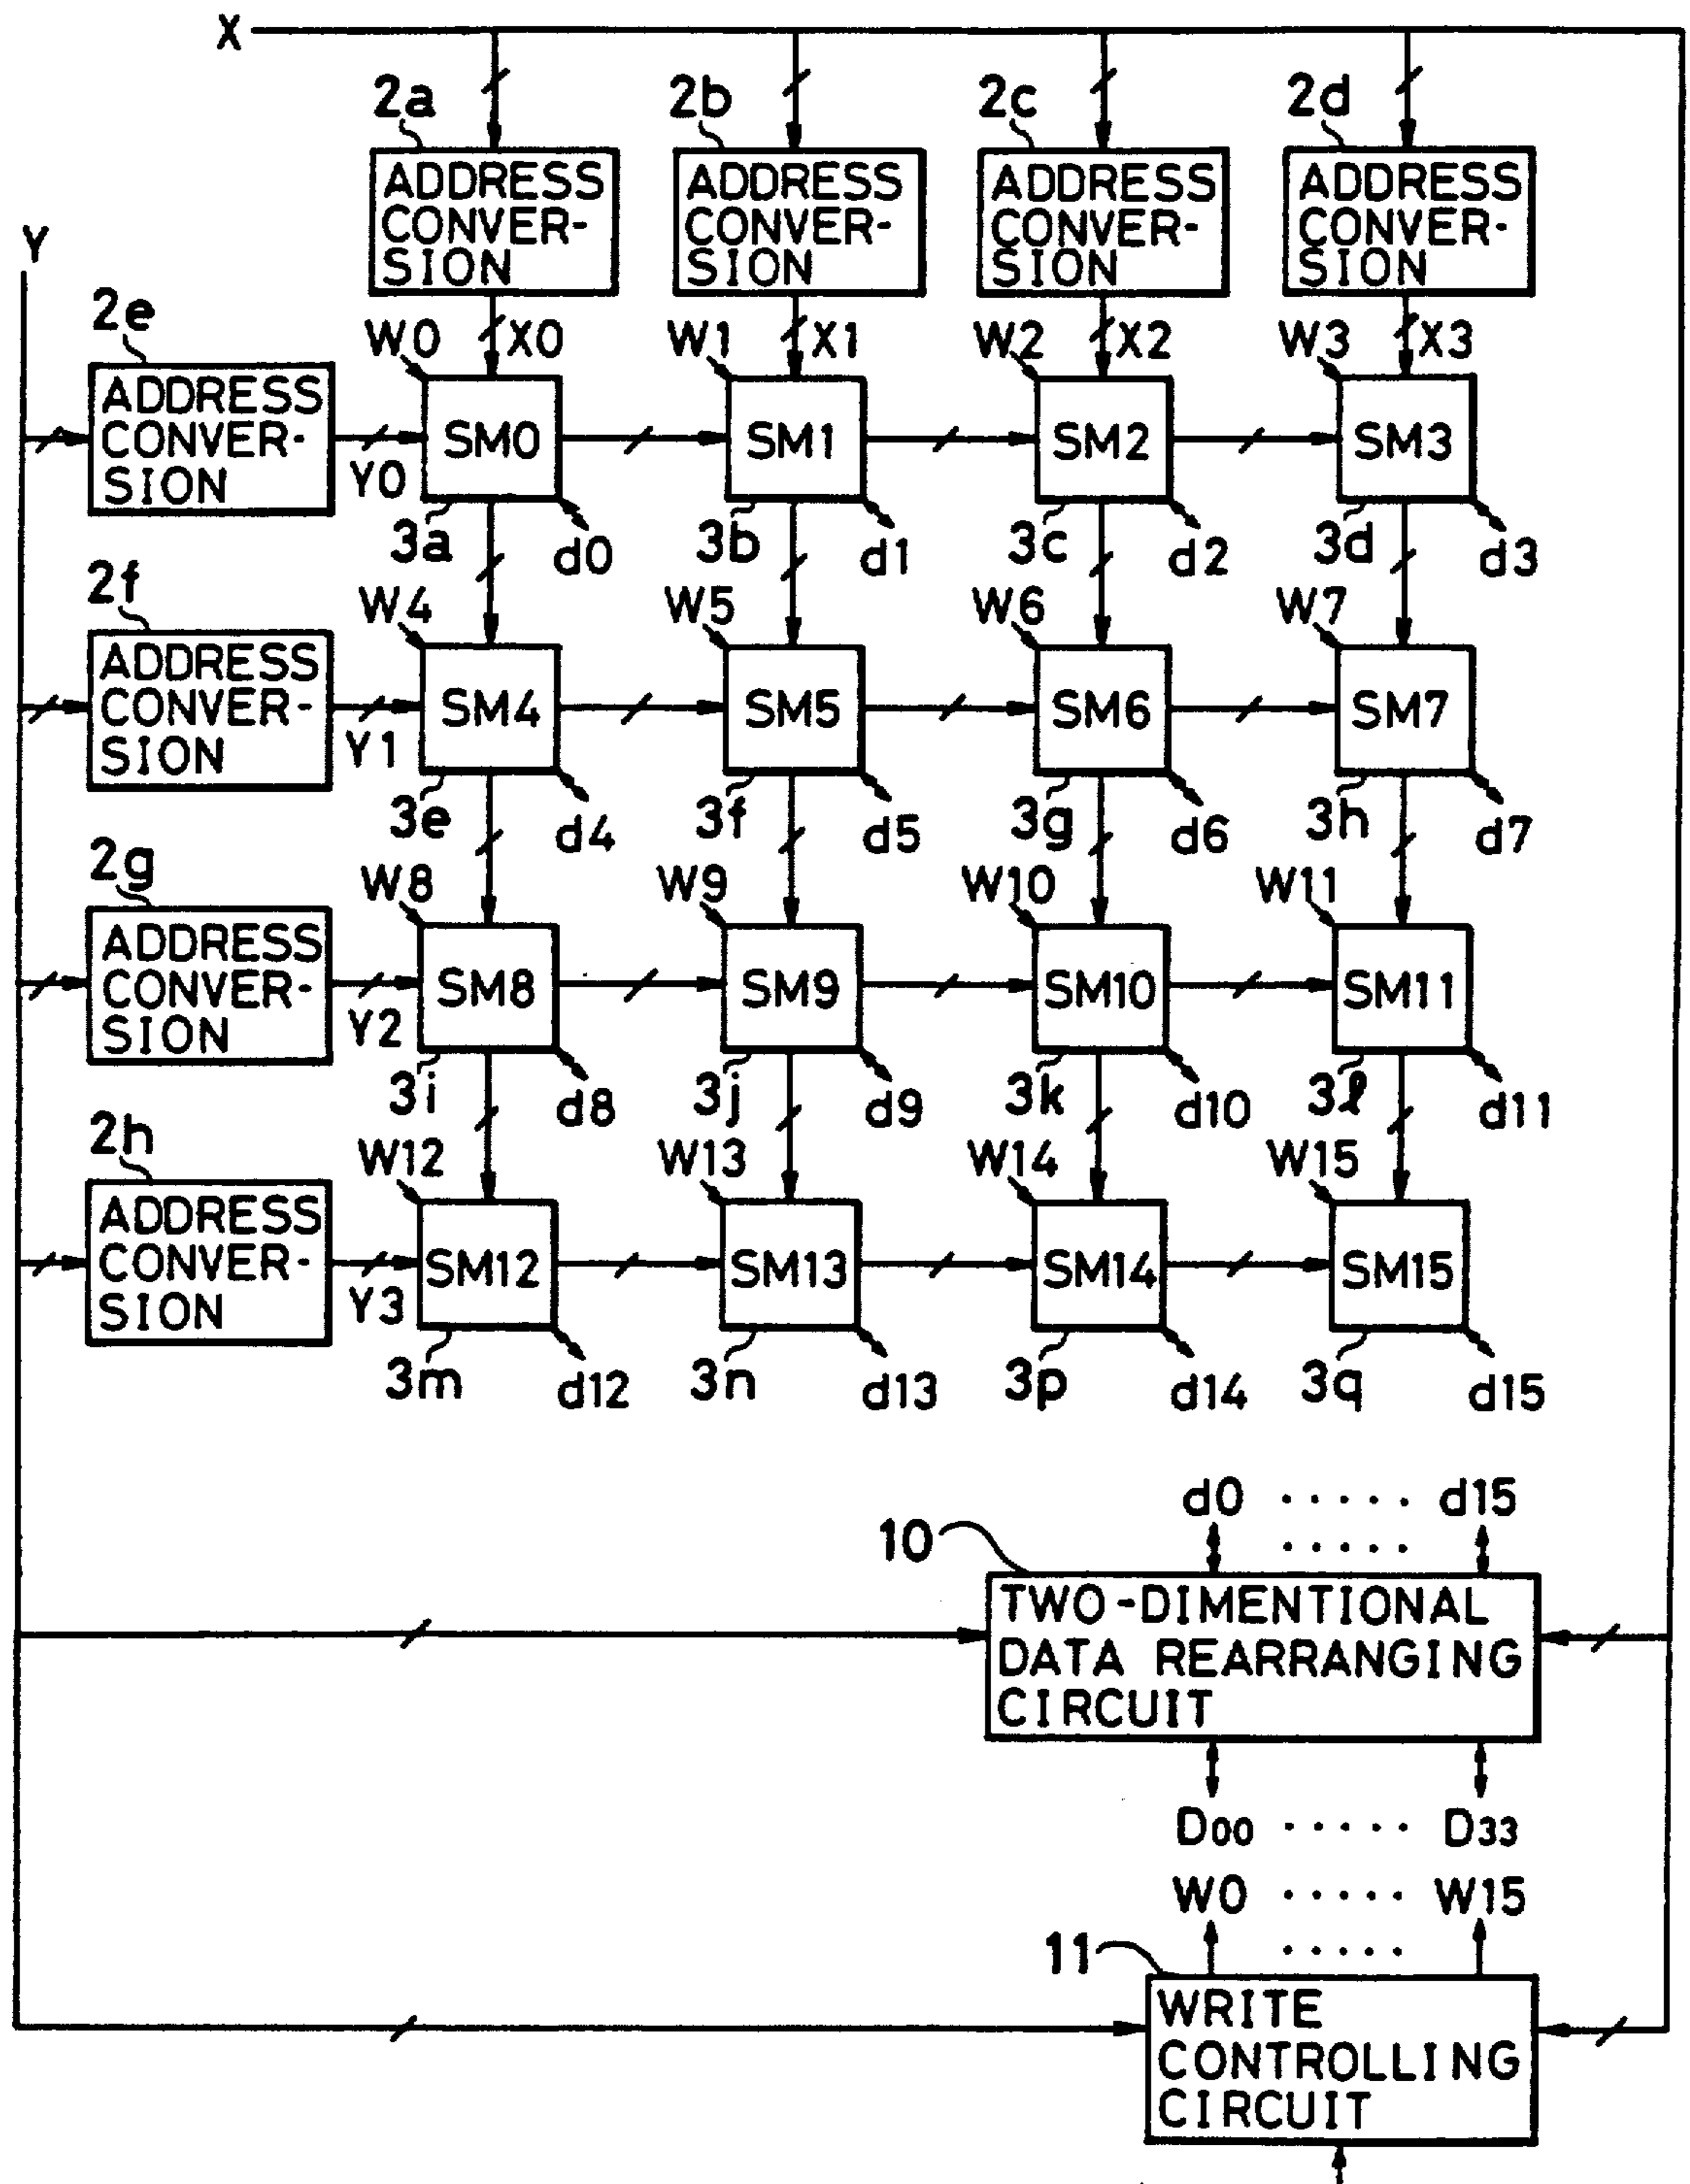 X
2a 2b 2c 2d
ADDRESS CONVER- SION
ADDRESS CONVER- SION
ADDRESS CONVER- SION
ADDRESS CONVER- SION
Y
2e
W0 X0 W1 X1 W2 X2 W3 X3
ADDRESS CONVER- SION
Y0
SM0 SM1 SM2 SM3
3a d0 3b d1 3c d2 3d d3
2f
W4 W5 W6 W7
ADDRESS CONVER- SION
Y1
SM4 SM5 SM6 SM7
3e d4 3f d5 3g d6 3h d7
2g
W8 W9 W10 W11
ADDRESS CONVER- SION
Y2
SM8 SM9 SM10 SM11
3i d8 3j d9 3k d10 3l d11
2h
W12 W13 W14 W15
ADDRESS CONVER- SION
Y3
SM12 SM13 SM14 SM15
3m d12 3n d13 3p d14 3q d15
d0 ..... d15
10 .....
TWO-DIMENTIONAL
DATA REARRANGING
CIRCUIT
D00 ..... D33
W0 ..... W15
11 .....
WRITE
CONTROLLING
CIRCUIT